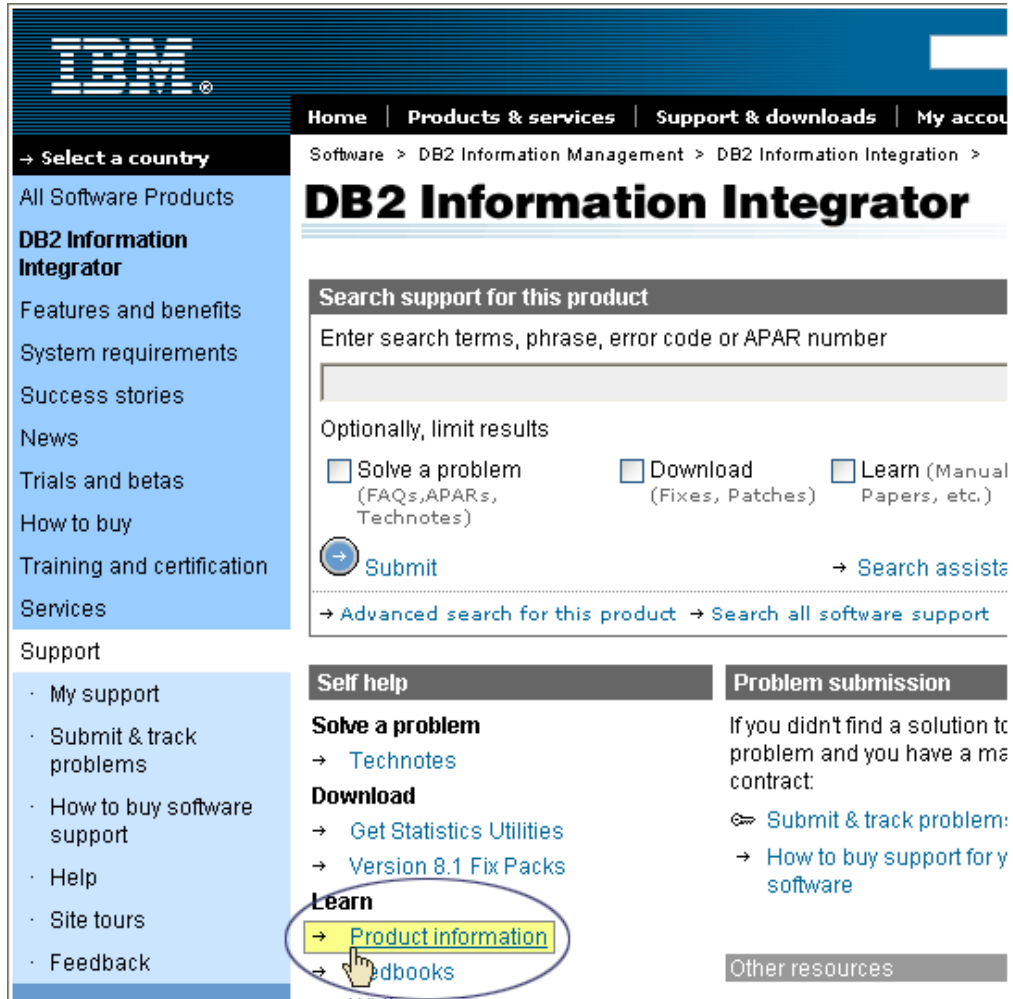 IBM®
Home | Products & services | Support & downloads | My accou
→ Select a country
All Software Products
DB2 Information
Integrator
Features and benefits
System requirements
Success stories
News
Trials and betas
How to buy
Training and certification
Services
Support
· My support
· Submit & track
problems
· How to buy software
support
· Help
· Site tours
· Feedback
Software > DB2 Information Management > DB2 Information Integration >
DB2 Information Integrator
Search support for this product
Enter search terms, phrase, error code or APAR number
Optionally, limit results
Solve a problem
(FAQs,APARs,
Technotes)
Download
(Fixes, Patches)
Learn (Manual
Papers, etc.)
Submit
→ Search assista
→ Advanced search for this product → Search all software support
Self help
Solve a problem
→ Technotes
Download
→ Get Statistics Utilities
→ Version 8.1 Fix Packs
Learn
→ Product information
→ edbooks
Problem submission
If you didn't find a solution to
problem and you have a ma
contract:
Submit & track problems
→ How to buy support for y
software
Other resources